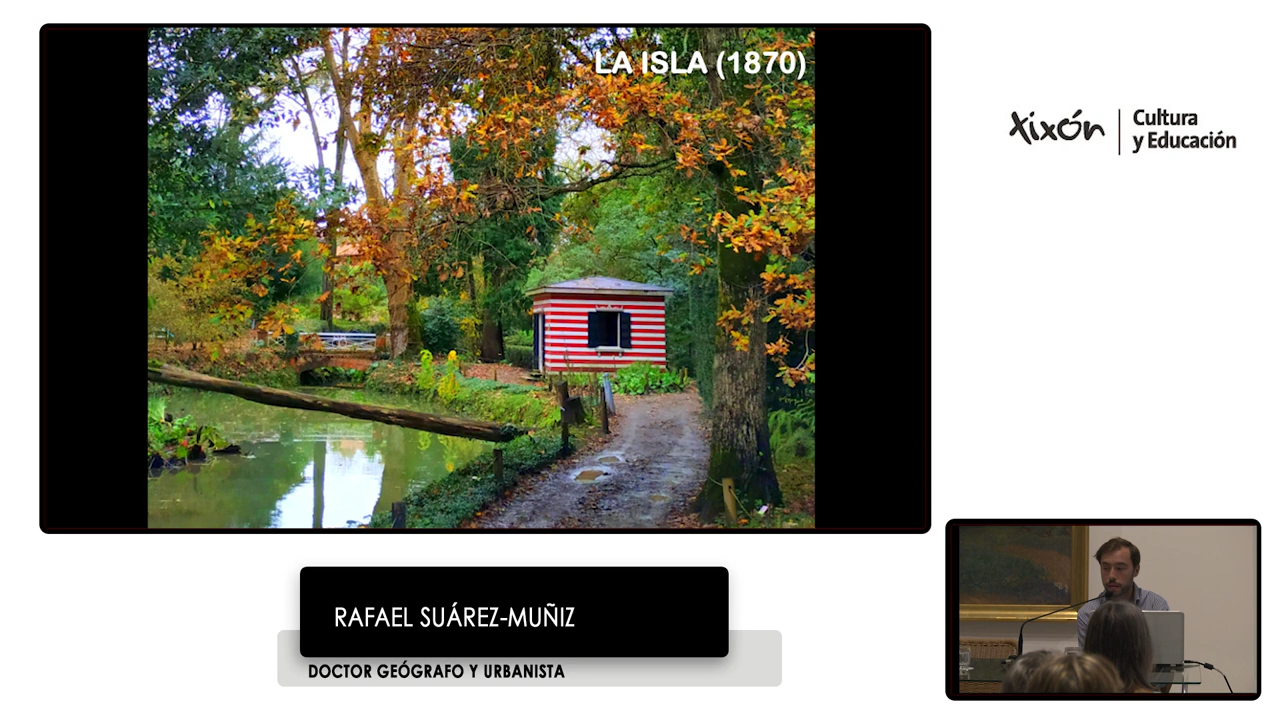 LA ISLA (1870)
Xixón
Cultura
y Educación
RAFAEL SUÁREZ-MUÑIZ
DOCTOR GEÓGRAFO Y URBANISTA